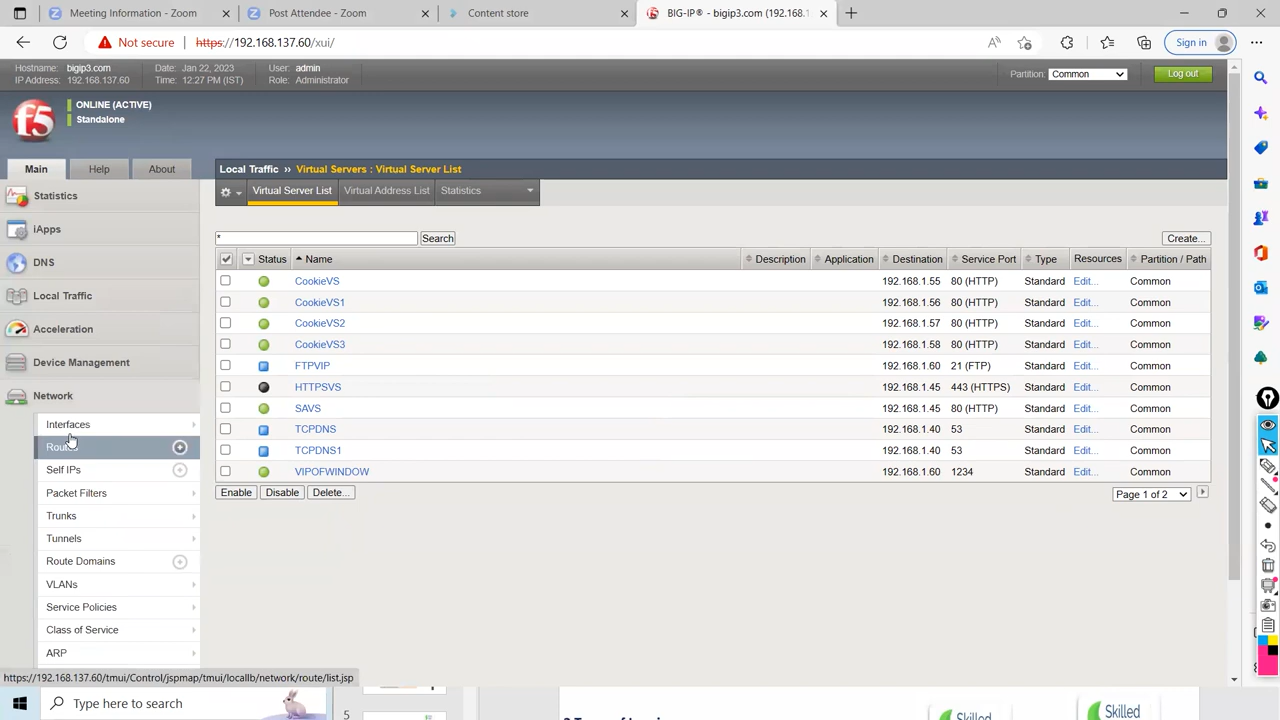 Meeting Information - Zoom
Post Attendee - Zoom
Content store
BIG-IP® - bigip3.com (192.168.1
Not secure
https://192.168.137.60/xui/
Sign in
Hostname: bigip3.com
IP Address: 192.168.137.60
Date: Jan 22, 2023
Time: 12:27 PM (IST)
User: admin
Role: Administrator
Partition: Common
Log out
f5
ONLINE (ACTIVE)
Standalone
Main
Help
About
Statistics
iApps
DNS
Local Traffic
Acceleration
Device Management
Network
Interfaces
Self IPs
Packet Filters
Trunks
Tunnels
Route Domains
VLANs
Service Policies
Class of Service
ARP
Local Traffic ›› Virtual Servers : Virtual Server List
Virtual Server List
Virtual Address List
Statistics
*
Search
Create...
Status Name Description Application Destination Service Port Type Resources Partition / Path
CookieVS 192.168.1.55 80 (HTTP) Standard Edit... Common
CookieVS1 192.168.1.56 80 (HTTP) Standard Edit... Common
CookieVS2 192.168.1.57 80 (HTTP) Standard Edit... Common
CookieVS3 192.168.1.58 80 (HTTP) Standard Edit... Common
FTPVIP 192.168.1.60 21 (FTP) Standard Edit... Common
HTTPSVS 192.168.1.45 443 (HTTPS) Standard Edit... Common
SAVS 192.168.1.45 80 (HTTP) Standard Edit... Common
TCPDNS 192.168.1.40 53 Standard Edit... Common
TCPDNS1 192.168.1.40 53 Standard Edit... Common
VIPOFWINDOW 192.168.1.60 1234 Standard Edit... Common
Enable
Disable
Delete...
Page 1 of 2
https://192.168.137.60/tmui/Control/jspmap/tmui/locallb/network/route/list.jsp
Type here to search
5
Skilled
Skilled